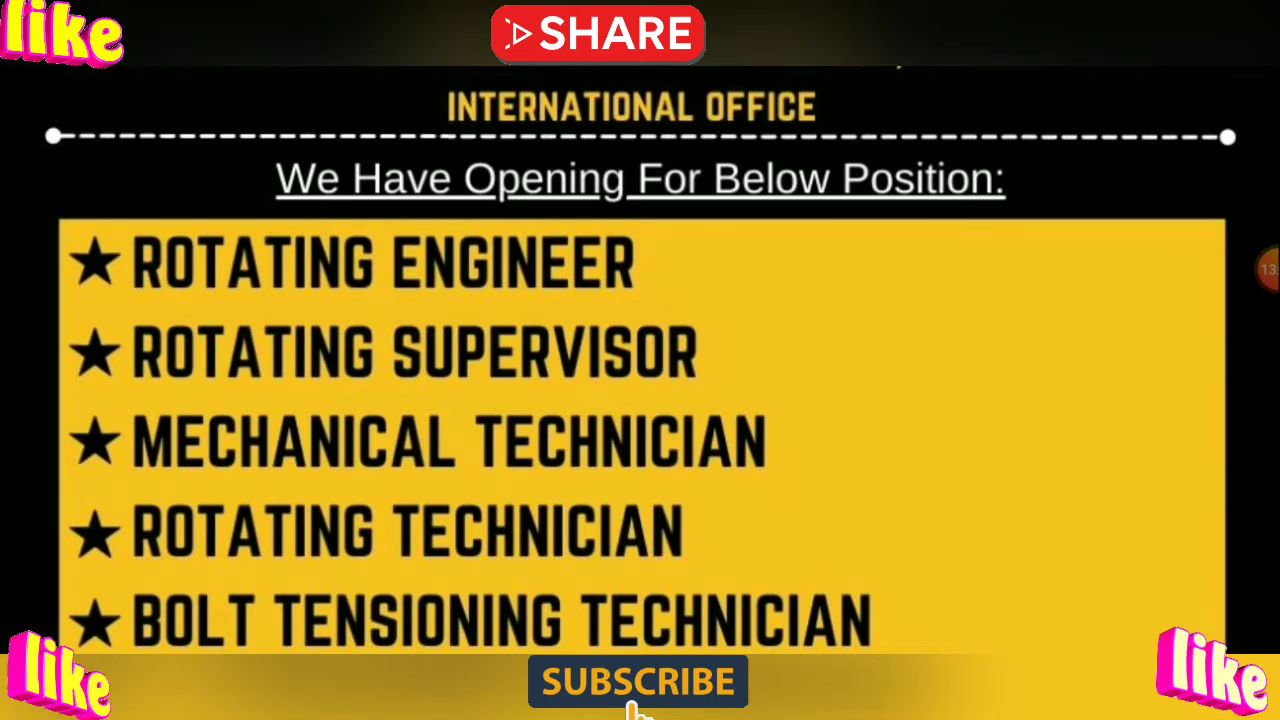 like
SHARE
INTERNATIONAL OFFICE
We Have Opening For Below Position:
★ ROTATING ENGINEER
★ ROTATING SUPERVISOR
★ MECHANICAL TECHNICIAN
★ ROTATING TECHNICIAN
★ BOLT TENSIONING TECHNICIAN
like
SUBSCRIBE
like